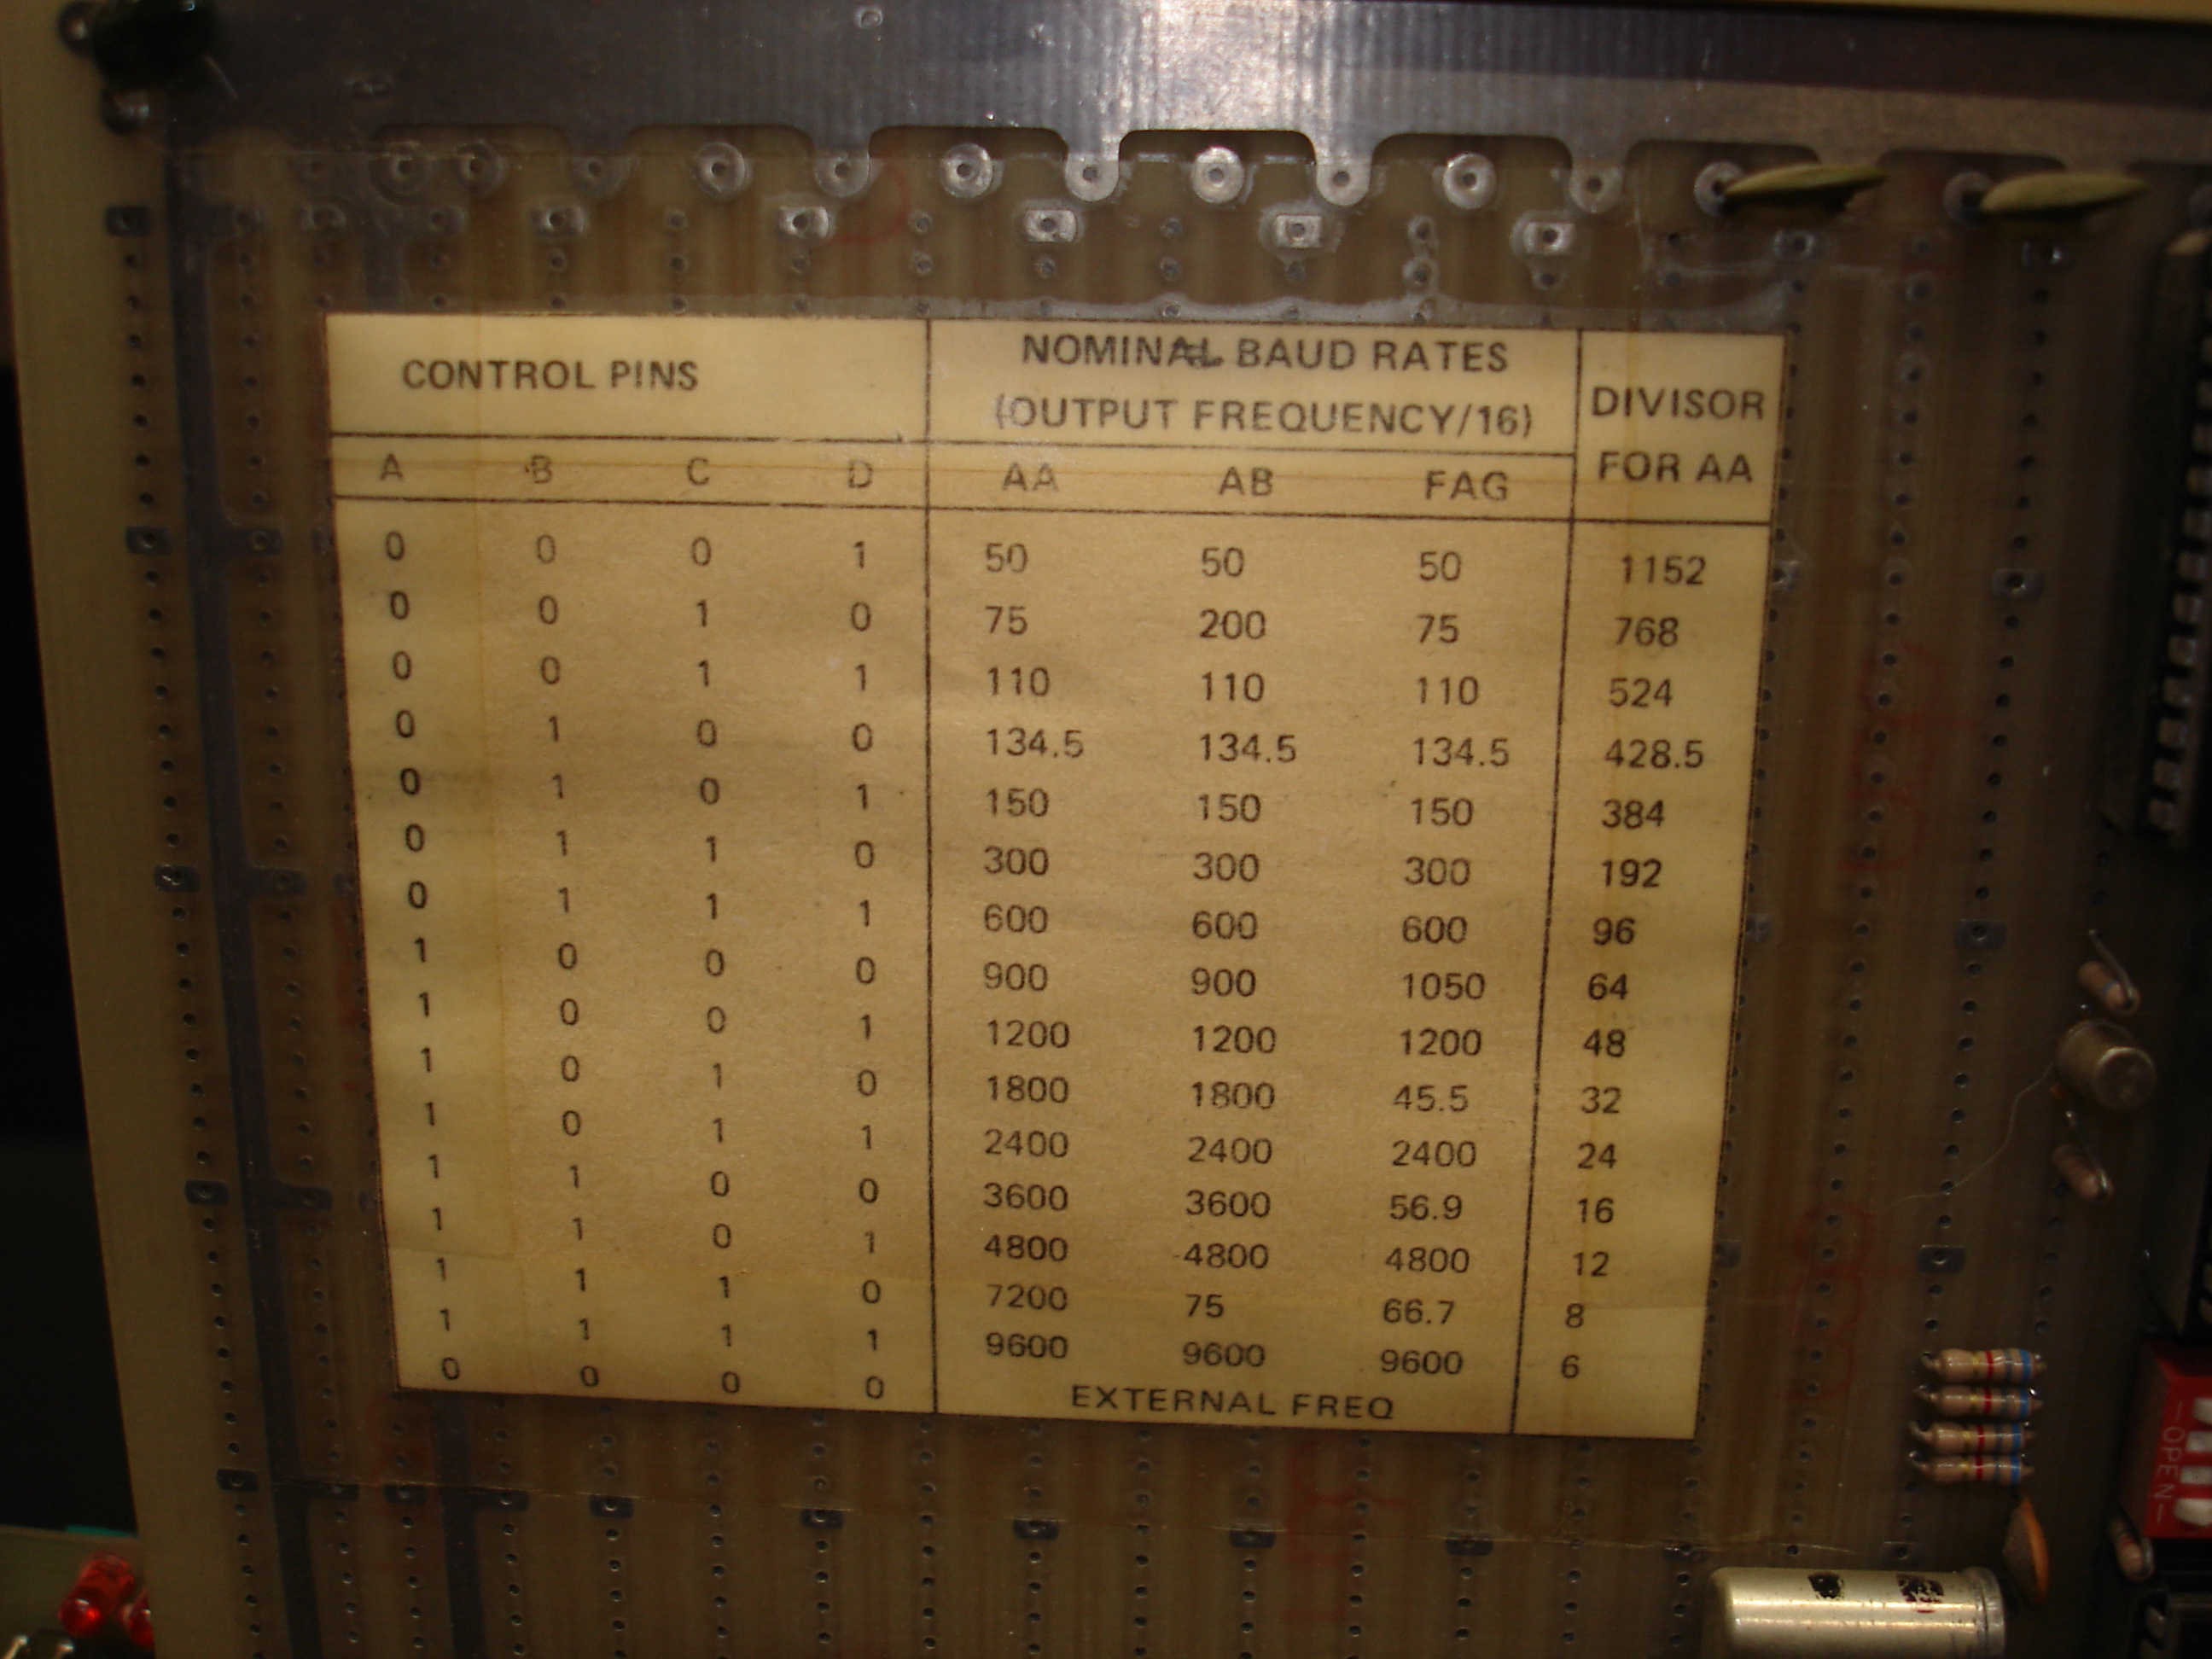 CONTROL PINS
NOMINAL BAUD RATES
(OUTPUT FREQUENCY/16)
DIVISOR
FOR AA
A B C D AA AB FAG
0 0 0 1 50 50 50 1152
0 0 1 0 75 200 75 768
0 0 1 1 110 110 110 524
0 1 0 0 134.5 134.5 134.5 428.5
0 1 0 1 150 150 150 384
0 1 1 0 300 300 300 192
0 1 1 1 600 600 600 96
1 0 0 0 900 900 1050 64
1 0 0 1 1200 1200 1200 48
1 0 1 0 1800 1800 45.5 32
1 0 1 1 2400 2400 2400 24
1 1 0 0 3600 3600 56.9 16
1 1 0 1 4800 4800 4800 12
1 1 1 0 7200 75 66.7 8
1 1 1 1 9600 9600 9600 6
0 0 0 0 EXTERNAL FREQ
—OPEN—